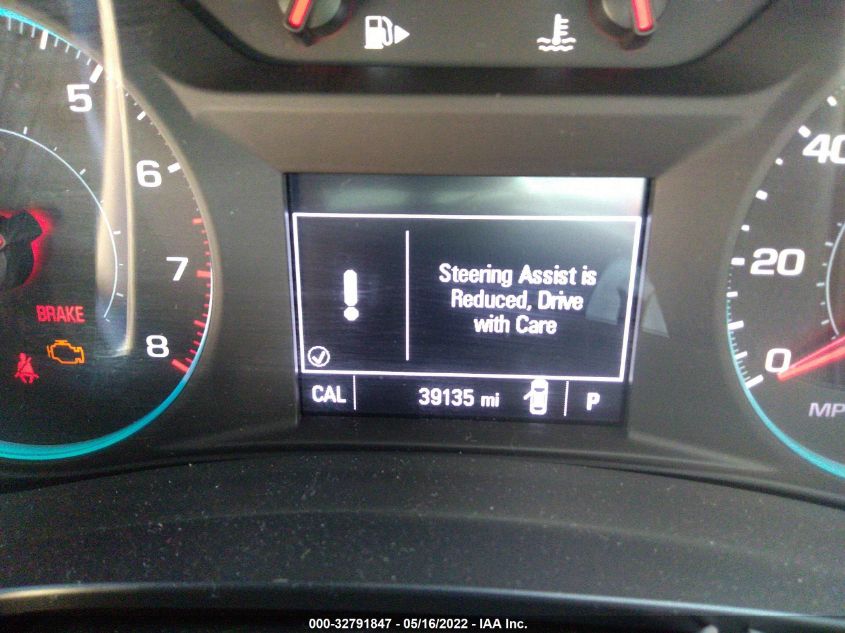 5
6
7
8
BRAKE
Steering Assist is
Reduced, Drive
with Care
CAL
39135 mi
P
40
20
0
MP
000-32791847 - 05/16/2022 - IAA Inc.